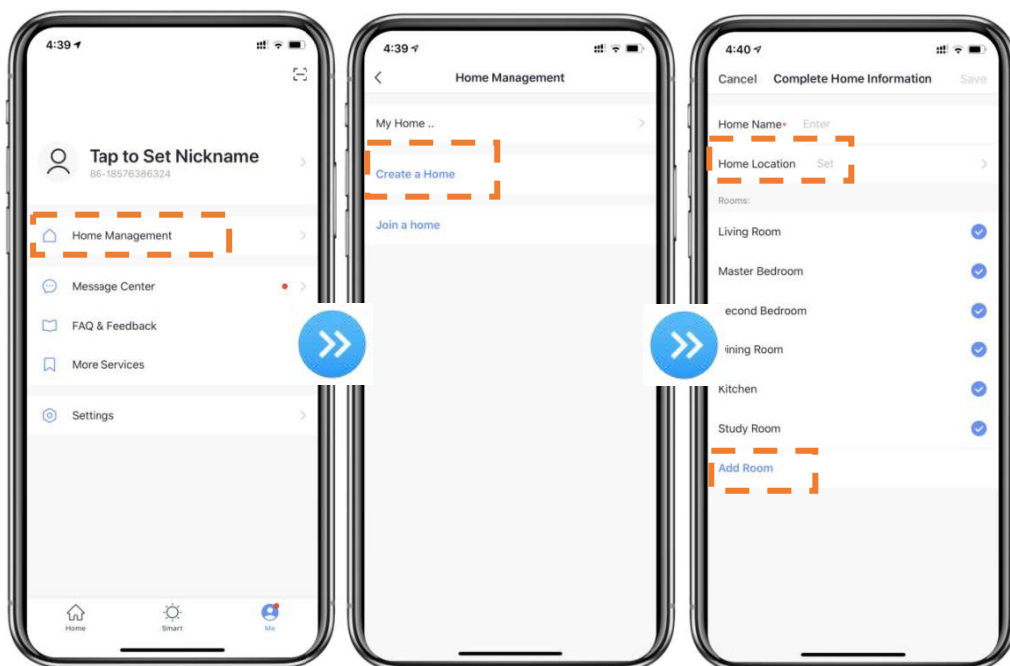 4:39
Tap to Set Nickname
86-18576386324
Home Management
Message Center
FAQ & Feedback
More Services
Settings
Home
Smart
Me
4:39
Home Management
My Home ..
Create a Home
Join a home
4:40
Cancel Complete Home Information Save
Home Name* Enter
Home Location Set
Rooms:
Living Room
Master Bedroom
econd Bedroom
ining Room
Kitchen
Study Room
Add Room